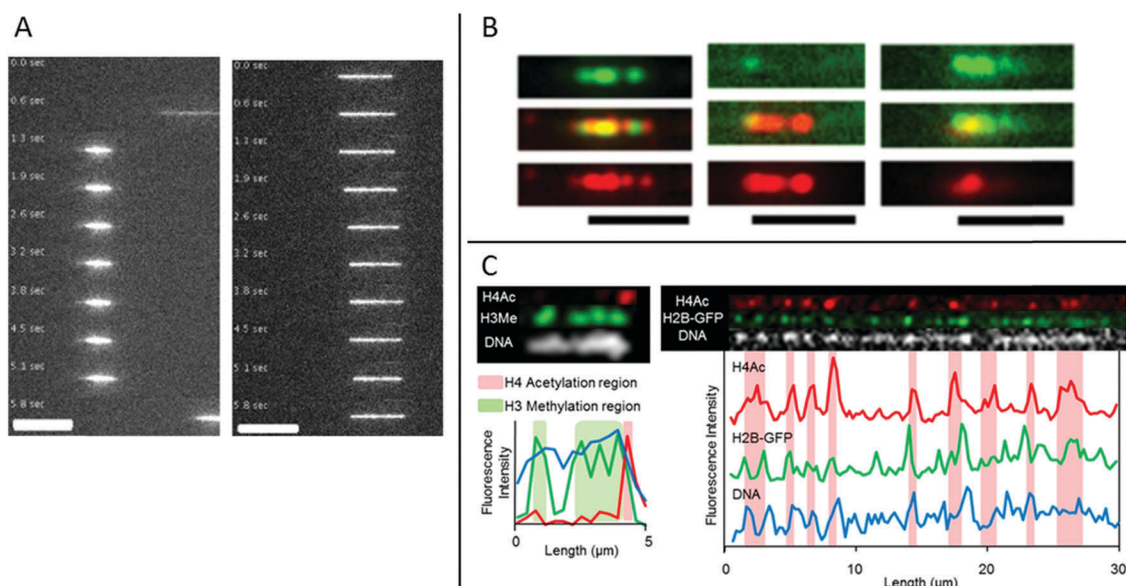 A
0.0 sec
0.6 sec
1.3 sec
1.9 sec
2.6 sec
3.2 sec
3.8 sec
4.5 sec
5.1 sec
5.8 sec
0.0 sec
0.6 sec
1.3 sec
1.9 sec
2.6 sec
3.2 sec
3.8 sec
4.5 sec
5.1 sec
5.8 sec
B
C
H4Ac
H3Me
DNA
H4 Acetylation region
H3 Methylation region
Fluorescence
Intensity
0
5
Length (µm)
H4Ac
H2B-GFP
DNA
H4Ac
H2B-GFP
DNA
Fluorescence Intensity
0
10
20
30
Length (µm)